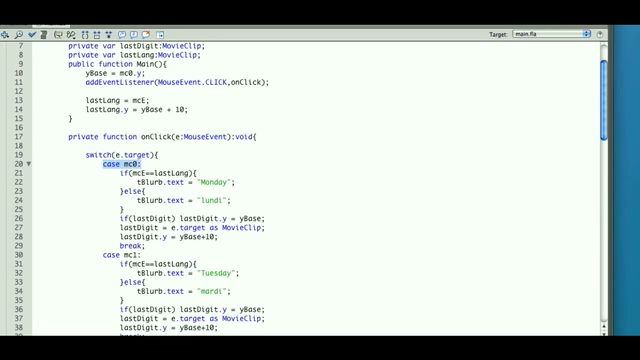 Target: main.fla
7 private var lastDigit:MovieClip;
8 private var lastLang:MovieClip;
9 public function Main(){
10 yBase = mc0.y;
11 addEventListener(MouseEvent.CLICK,onClick);
12
13 lastLang = mcE;
14 lastLang.y = yBase + 10;
15 }
16
17 private function onClick(e:MouseEvent):void{
18
19 switch(e.target){
20 case mc0:
21 if(mcE==lastLang){
22 tBlurb.text = "Monday";
23 }else{
24 tBlurb.text = "lundi";
25 }
26 if(lastDigit) lastDigit.y = yBase;
27 lastDigit = e.target as MovieClip;
28 lastDigit.y = yBase+10;
29 break;
30 case mc1:
31 if(mcE==lastLang){
32 tBlurb.text = "Tuesday";
33 }else{
34 tBlurb.text = "mardi";
35 }
36 if(lastDigit) lastDigit.y = yBase;
37 lastDigit = e.target as MovieClip;
38 lastDigit.y = yBase+10;